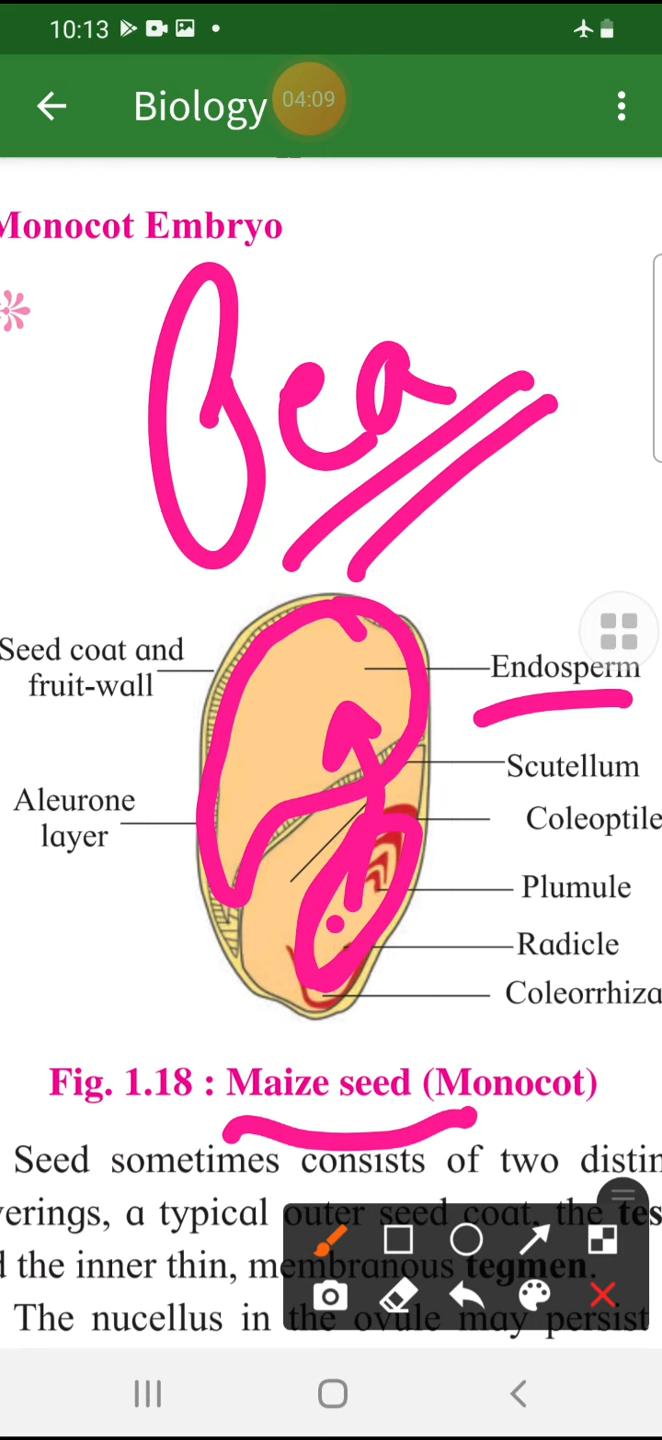 10:13
Biology
04:09
Monocot Embryo
Seed coat and
fruit-wall
Endosperm
Scutellum
Aleurone
layer
Coleoptile
Plumule
Radicle
Coleorrhiza
Fig. 1.18 : Maize seed (Monocot)
Seed sometimes consists of two distin
verings, a typical outer seed coat, the tes
the inner thin, membranous tegmen.
The nucellus in the ovule may persist